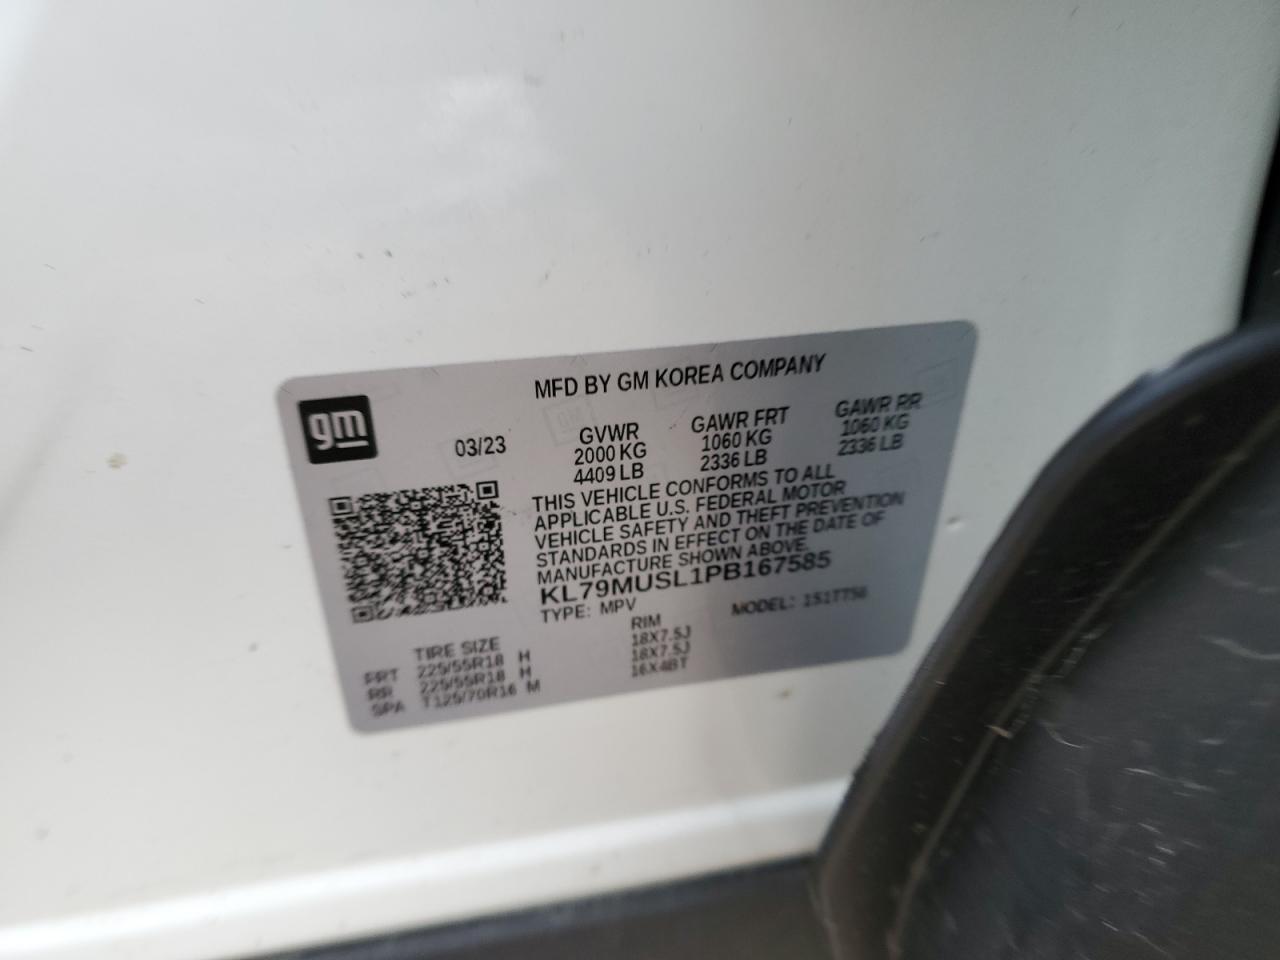 MFD BY GM KOREA COMPANY
gm
03/23
GVWR
2000 KG
4409 LB
GAWR FRT
1060 KG
2336 LB
GAWR RR
1060 KG
2336 LB
THIS VEHICLE CONFORMS TO ALL
APPLICABLE U.S. FEDERAL MOTOR
VEHICLE SAFETY AND THEFT PREVENTION
STANDARDS IN EFFECT ON THE DATE OF
MANUFACTURE SHOWN ABOVE.
KL79MUSL1PB167585
TYPE: MPV
MODEL:
TIRE SIZE
RIM
FRT 225/55R18 H 18X7.5J
RR 225/55R18 H 18X7.5J
SPA T125/70R16 M 16X4BT